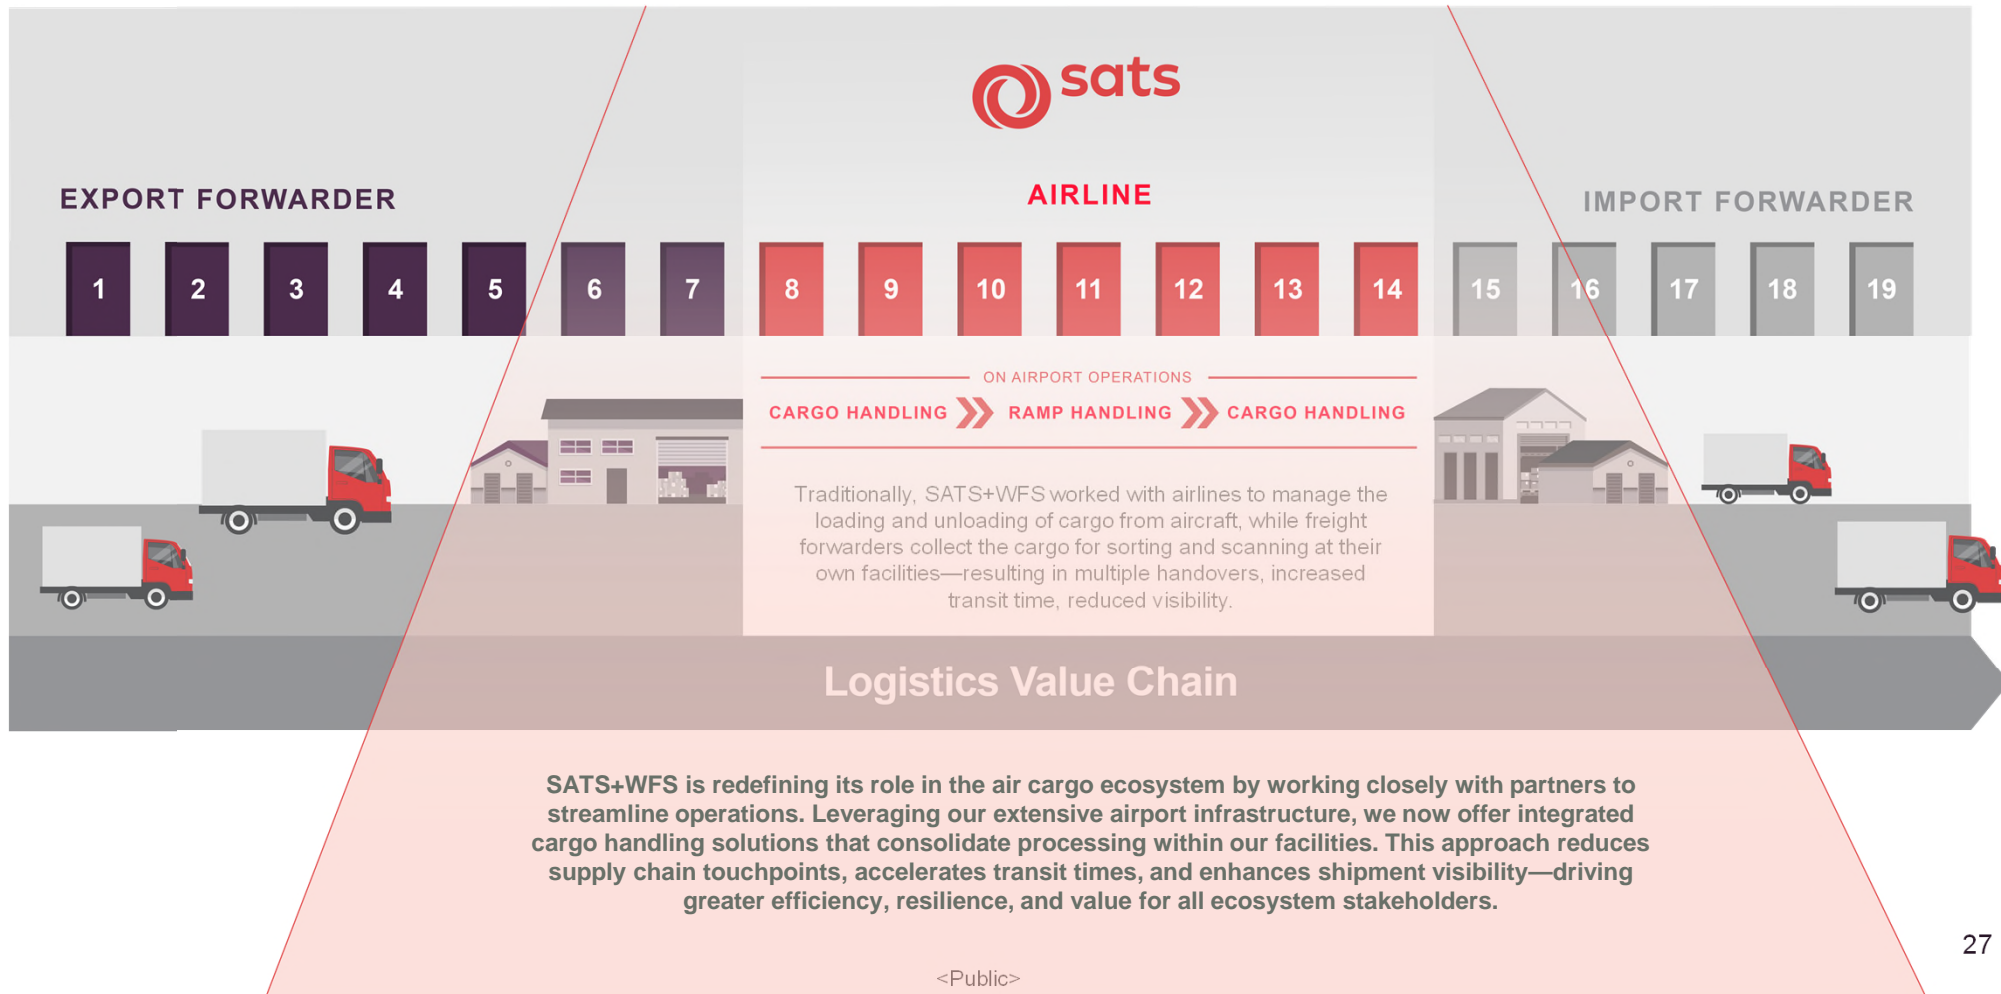 sats
EXPORT FORWARDER
AIRLINE
IMPORT FORWARDER
1 2 3 4 5 6 7 8 9 10 11 12 13 14 15 16 17 18 19
ON AIRPORT OPERATIONS
CARGO HANDLING RAMP HANDLING CARGO HANDLING
Traditionally, SATS+WFS worked with airlines to manage the
loading and unloading of cargo from aircraft, while freight
forwarders collect the cargo for sorting and scanning at their
own facilities—resulting in multiple handovers, increased
transit time, reduced visibility.
Logistics Value Chain
SATS+WFS is redefining its role in the air cargo ecosystem by working closely with partners to
streamline operations. Leveraging our extensive airport infrastructure, we now offer integrated
cargo handling solutions that consolidate processing within our facilities. This approach reduces
supply chain touchpoints, accelerates transit times, and enhances shipment visibility—driving
greater efficiency, resilience, and value for all ecosystem stakeholders.
27
<Public>